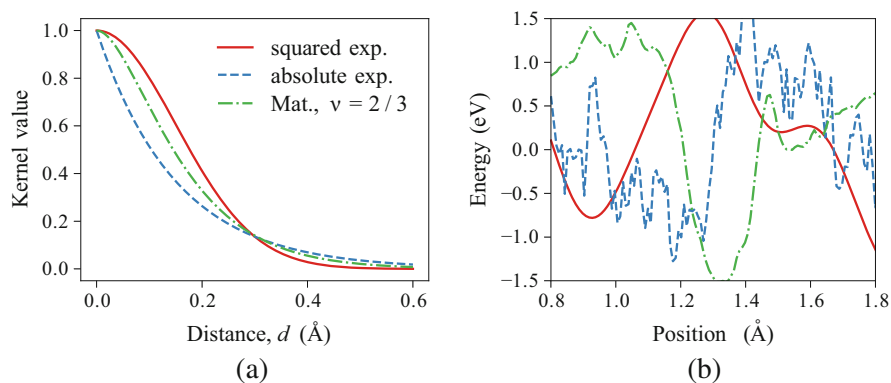 Kernel value
1.0
0.8
0.6
0.4
0.2
0.0
squared exp.
absolute exp.
Mat., ν = 2 / 3
0.0 0.2 0.4 0.6
Distance, d (Å)
(a)
Energy (eV)
1.5
1.0
0.5
0.0
−0.5
−1.0
−1.5
0.8 1.0 1.2 1.4 1.6 1.8
Position (Å)
(b)